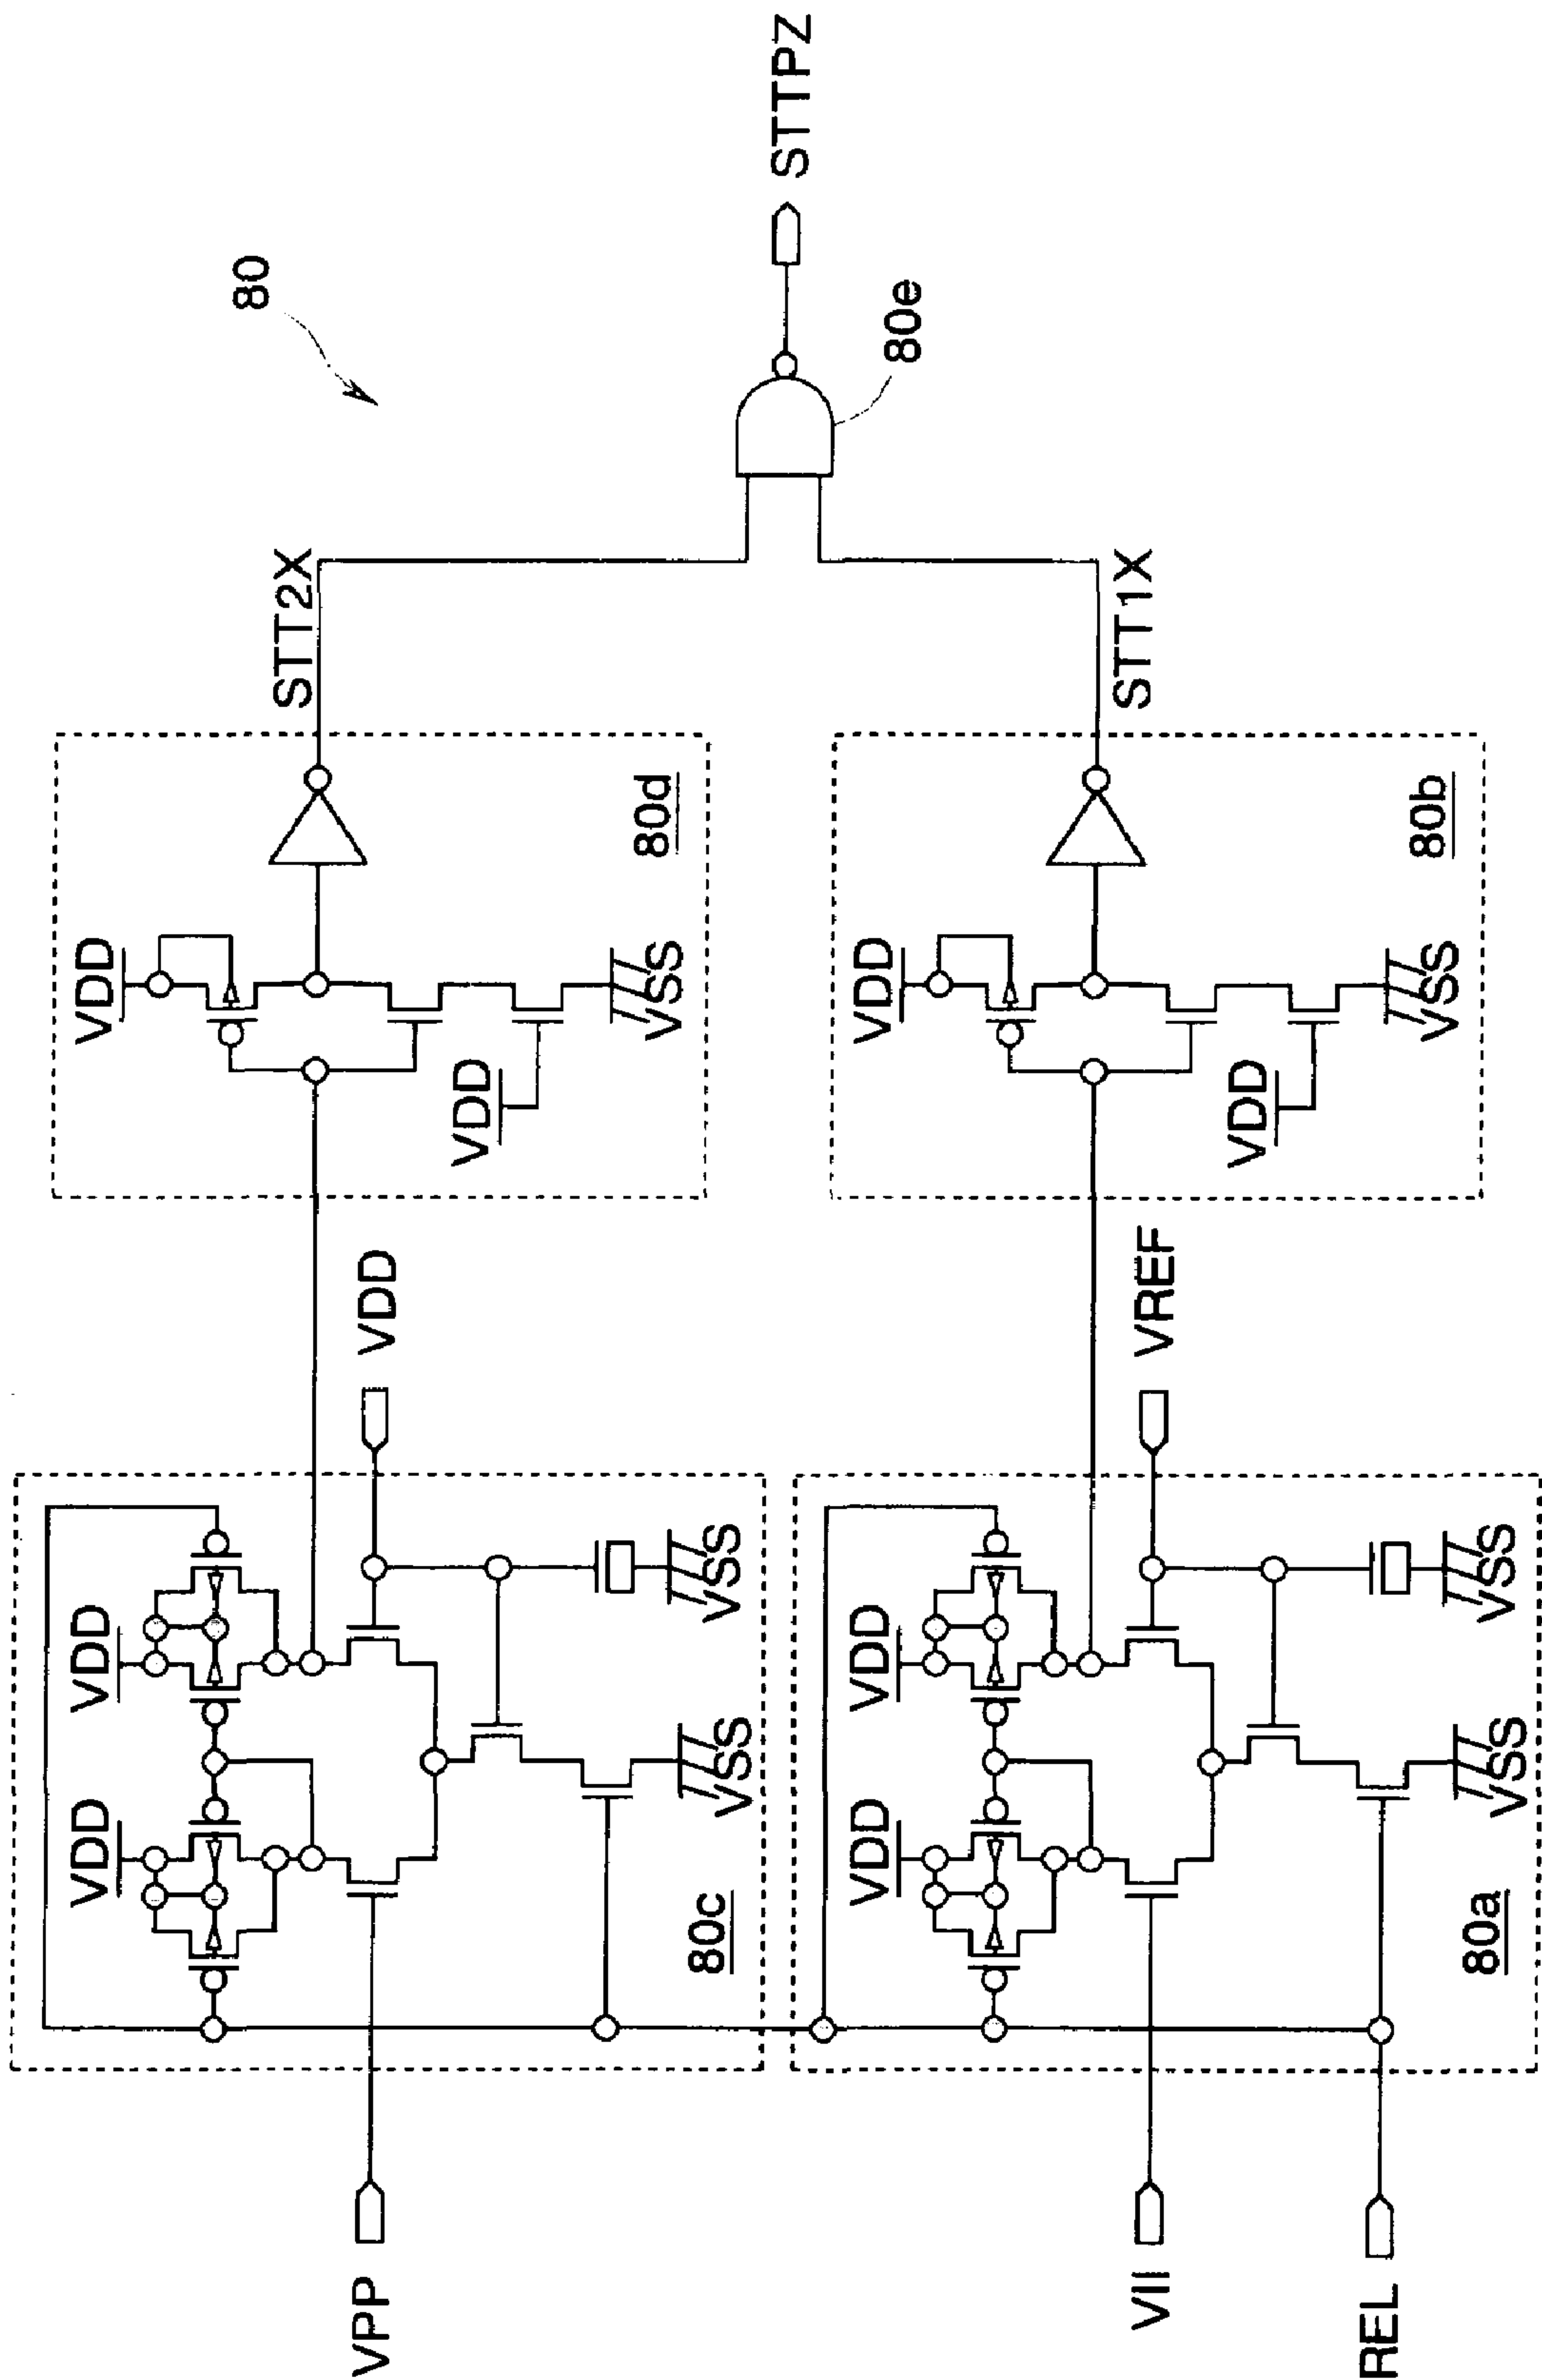 80
VDD
VDD
VDD
STT2X
VPP
VDD
VDD
VSS
80d
80c
VSS
VSS
STTPZ
80e
VDD
VDD
VDD
STT1X
VII
VREF
VDD
REL
VSS
80b
80a
VSS
VSS